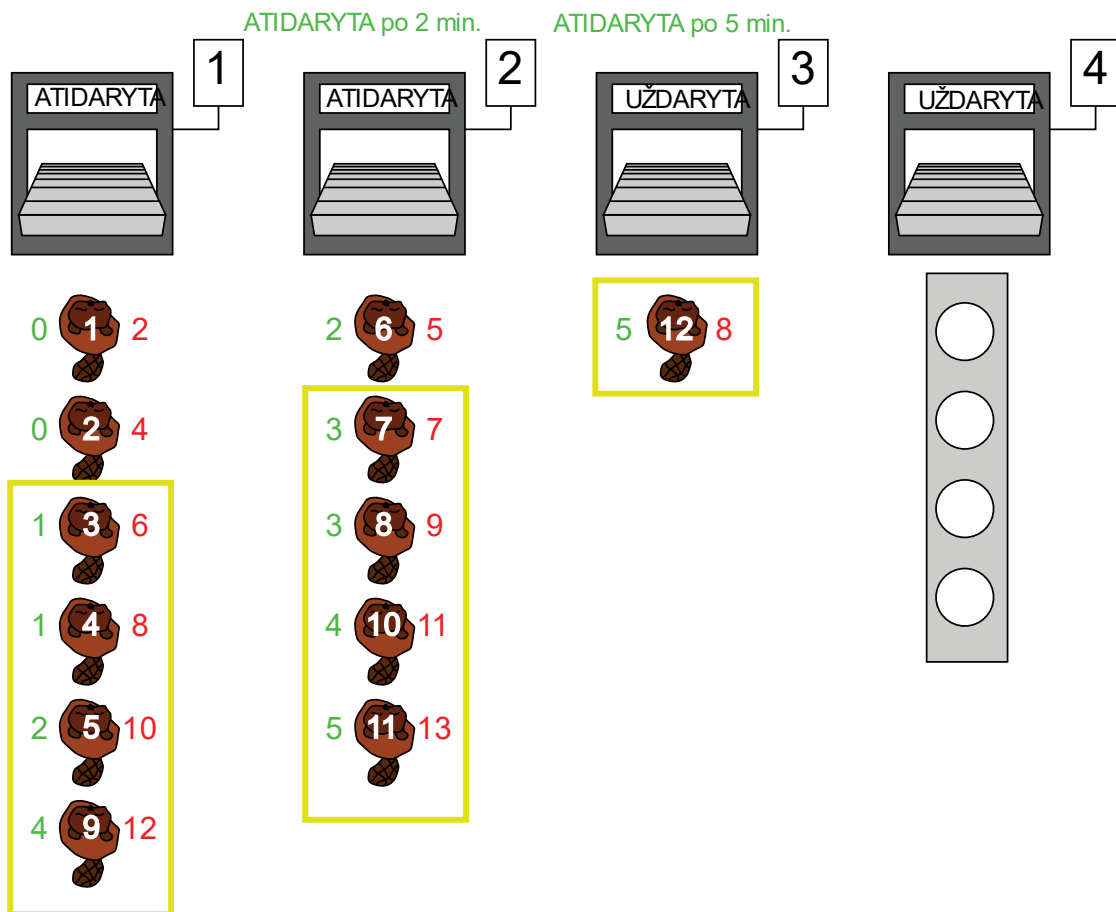 ATIDARYTA po 2 min. ATIDARYTA po 5 min.
1 2 3 4
ATIDARYTA ATIDARYTA UŽDARYTA UŽDARYTA
0 1 2 2 6 5 5 12 8
0 2 4 3 7 7
1 3 6 3 8 9
1 4 8 4 10 11
2 5 10 5 11 13
4 9 12